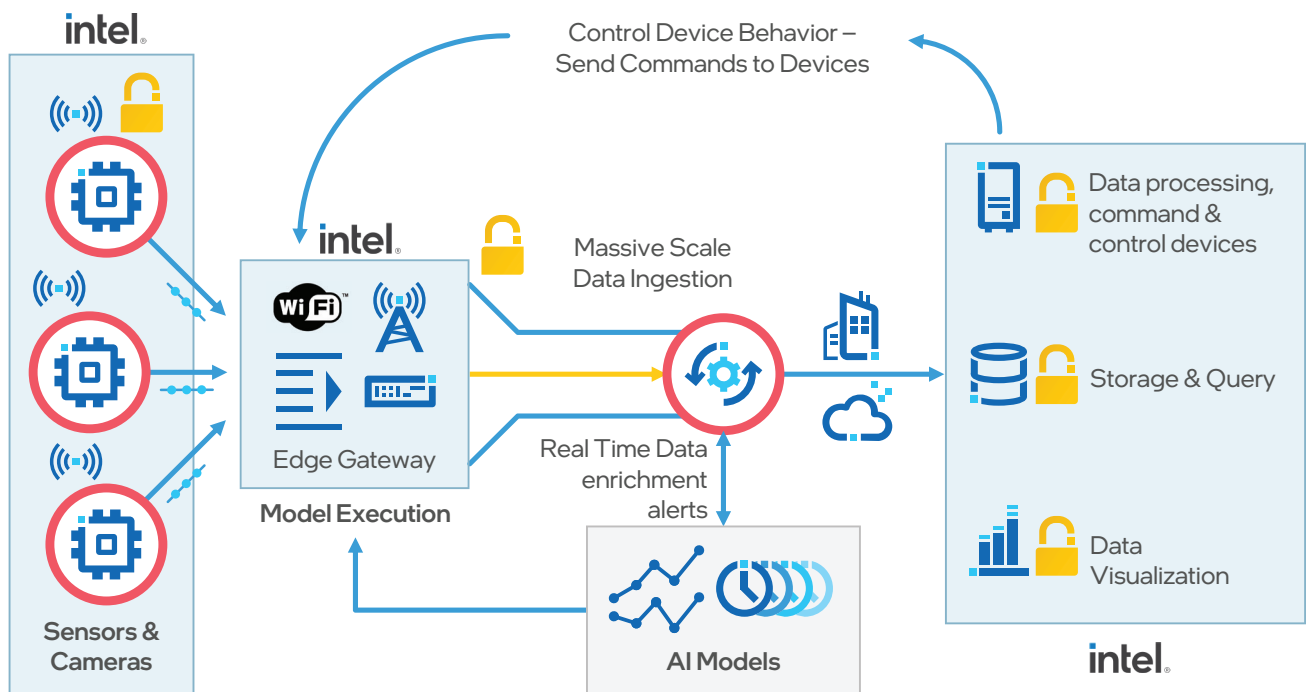 intel®
Control Device Behavior –
Send Commands to Devices
intel®
Massive Scale
Data Ingestion
WiFi™
Edge Gateway
Model Execution
Real Time Data
enrichment
alerts
AI Models
Sensors &
Cameras
Data processing,
command &
control devices
Storage & Query
Data
Visualization
intel®